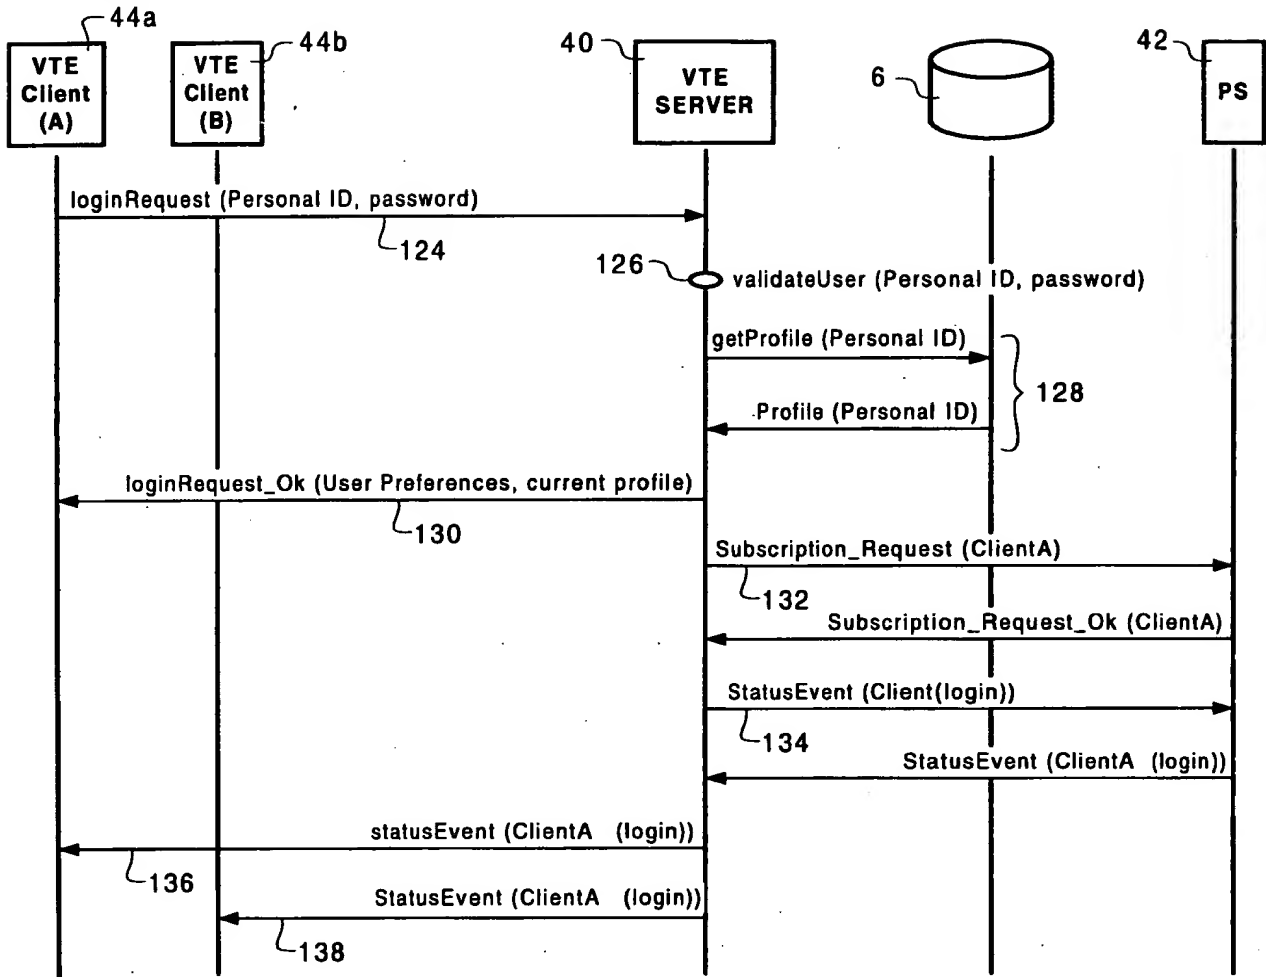 44a
44b
40
6
42
VTE
Client
(A)
VTE
Client
(B)
VTE
SERVER
PS
loginRequest (Personal ID, password)
124
126
validateUser (Personal ID, password)
getProfile (Personal ID)
128
Profile (Personal ID)
loginRequest_Ok (User Preferences, current profile)
130
Subscription_Request (ClientA)
132
Subscription_Request_Ok (ClientA)
StatusEvent (Client(login))
134
StatusEvent (ClientA (login))
statusEvent (ClientA (login))
136
StatusEvent (ClientA (login))
138